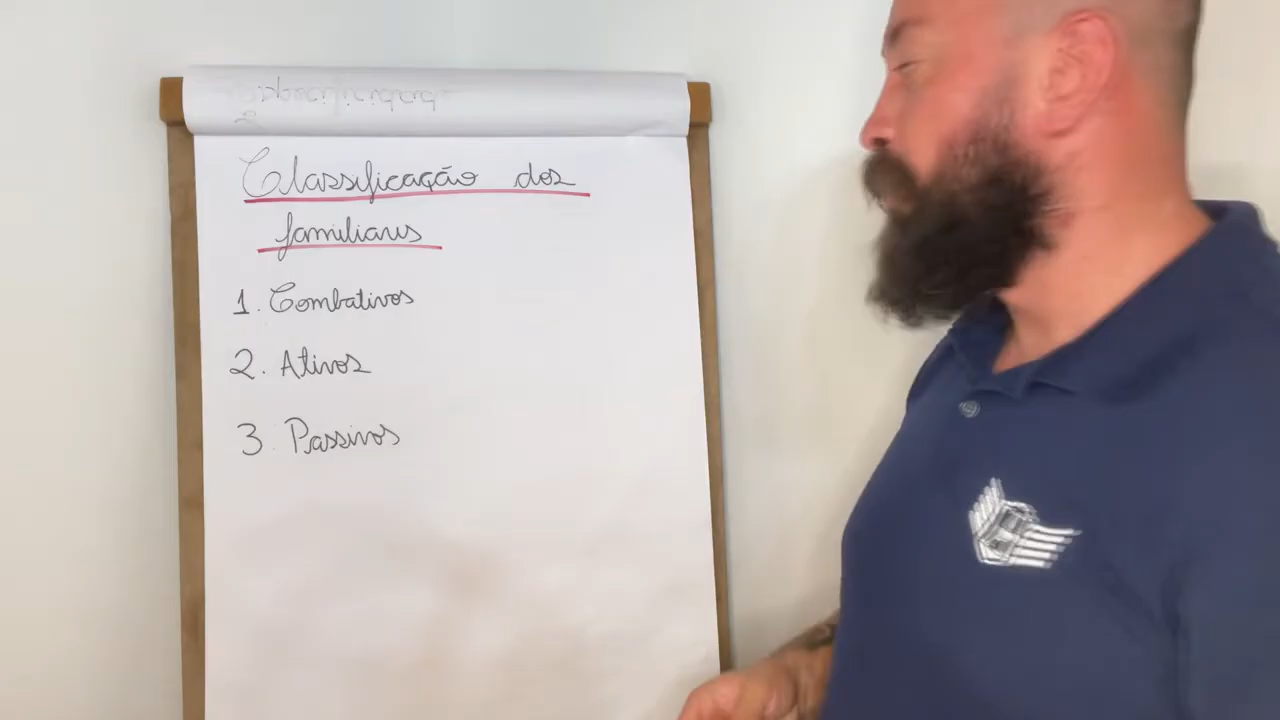 Classificação dos
familiares
1. Combativos
2. Ativos
3. Passivos